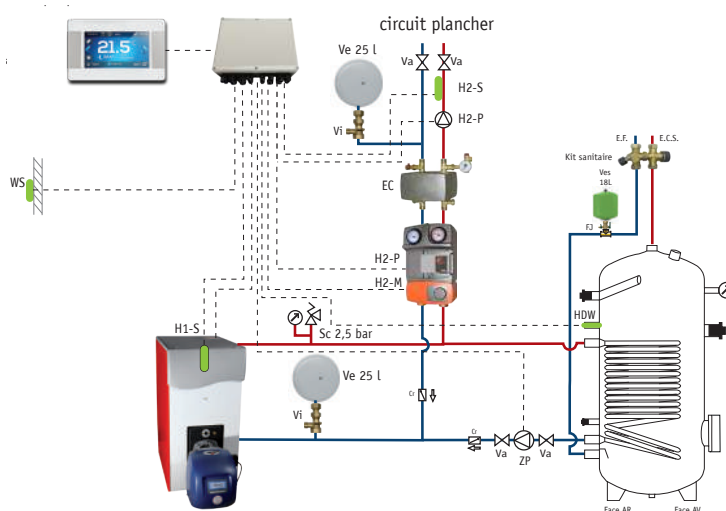 circuit plancher
21.5
Ve 25 l
Va
Va
H2-S
H2-P
Vi
E.F.
E.C.S.
Kit sanitaire
Ves
18L
EC
WS
FJ
H2-P
H2-M
HDW
H1-S
Sc 2,5 bar
Ve 25 l
Cr
Vi
Cr
Va
ZP
Va
Face AR
Face AV